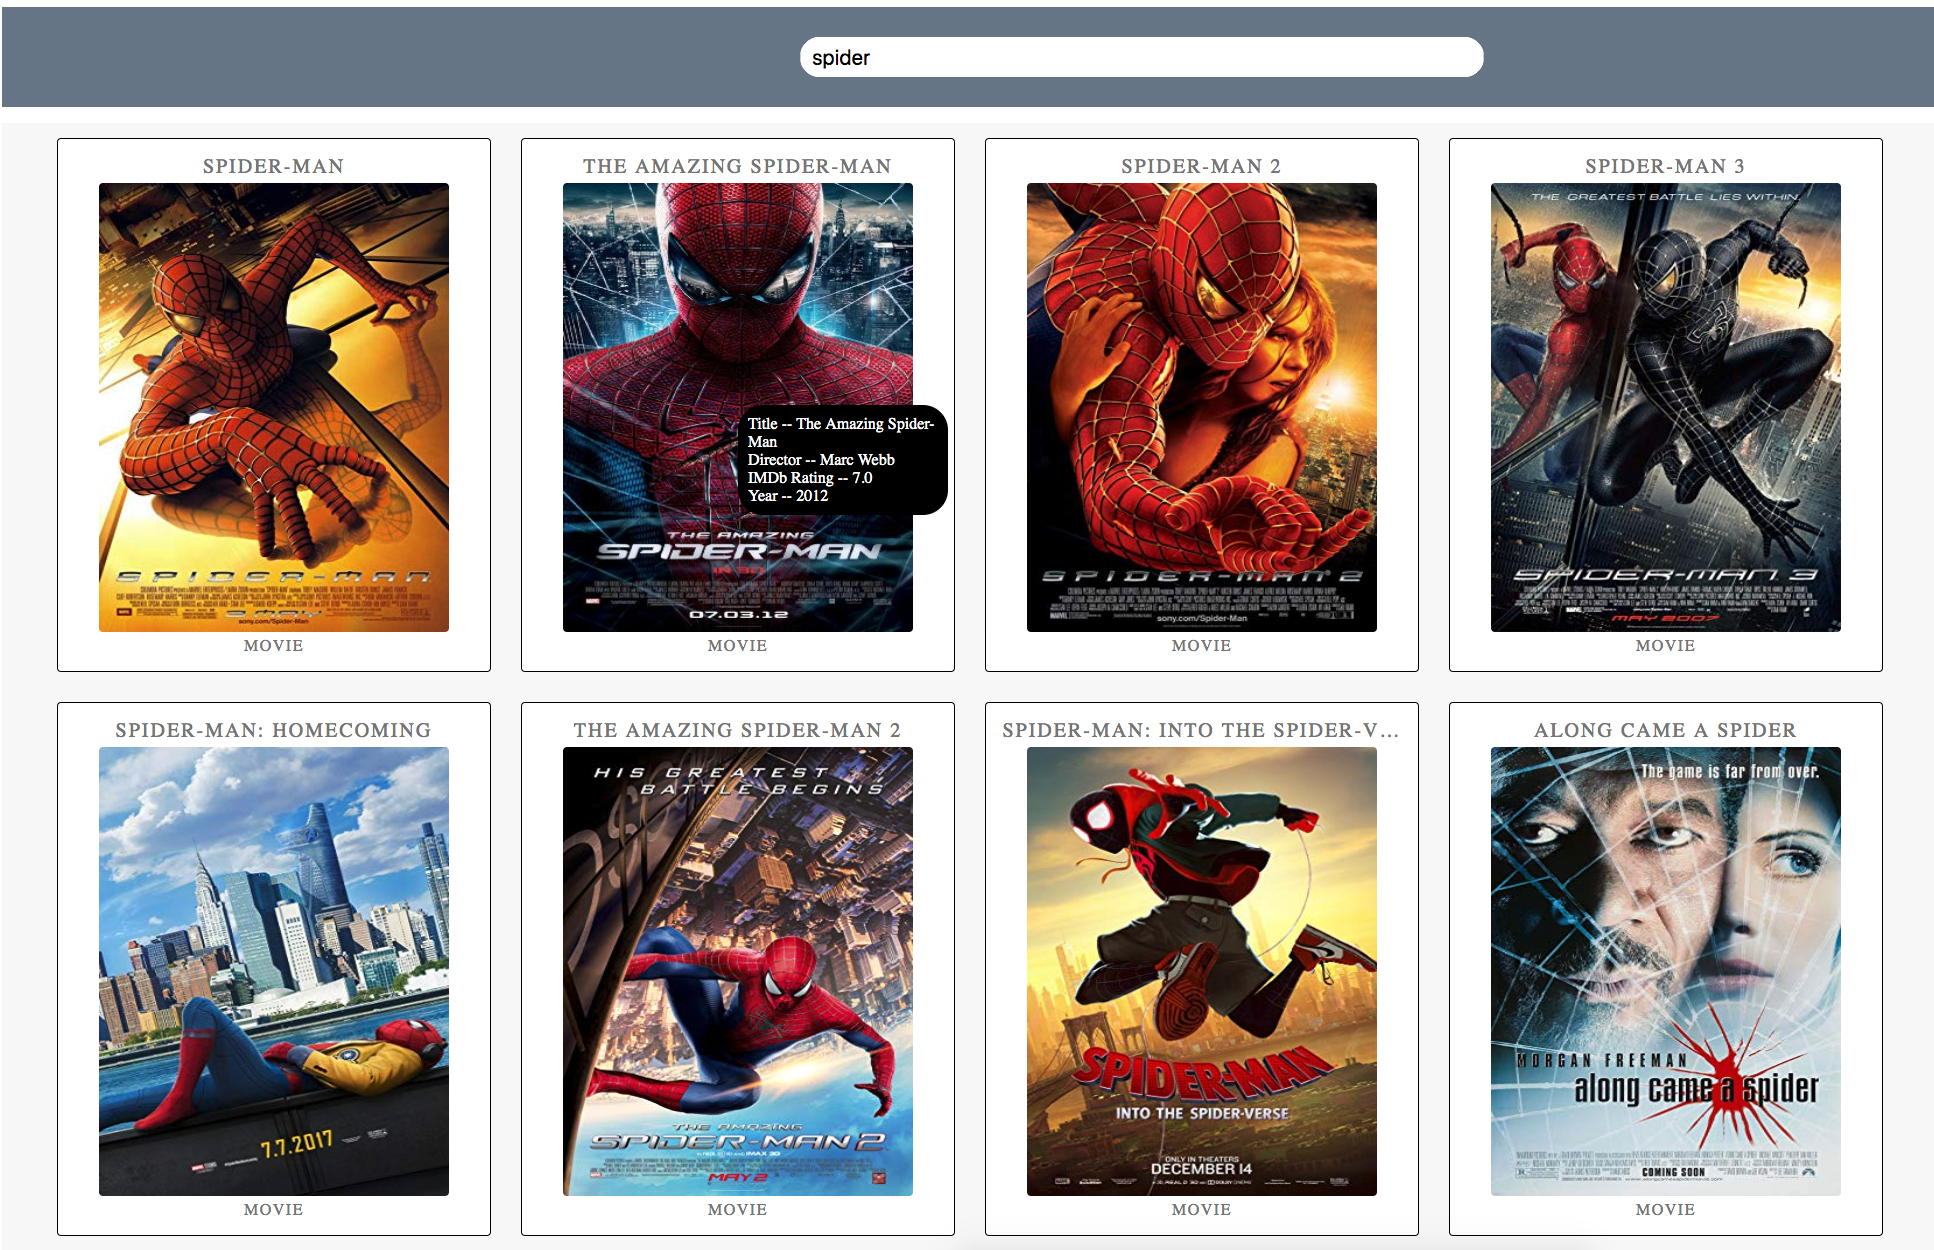 spider
SPIDER-MAN
THE AMAZING SPIDER-MAN
SPIDER-MAN 2
SPIDER-MAN 3
SPIDER-MAN
2 MAY
sony.com/Spider-Man
Title -- The Amazing Spider-
Man
Director -- Marc Webb
IMDb Rating -- 7.0
Year -- 2012
THE AMAZING
SPIDER-MAN
IN 3D
07.03.12
SPIDER-MAN 2
sony.com/Spider-Man
THE GREATEST BATTLE LIES WITHIN.
SPIDER-MAN 3
MAY 2007
MOVIE
MOVIE
MOVIE
MOVIE
SPIDER-MAN: HOMECOMING
THE AMAZING SPIDER-MAN 2
SPIDER-MAN: INTO THE SPIDER-V...
ALONG CAME A SPIDER
7.7.2017
HIS GREATEST
BATTLE BEGINS
THE AMAZING
SPIDER-MAN 2
MAY 2
SPIDER-MAN
INTO THE SPIDER-VERSE
ONLY IN THEATERS
DECEMBER 14
The game is far from over.
MORGAN FREEMAN
along came a spider
COMING SOON
MOVIE
MOVIE
MOVIE
MOVIE